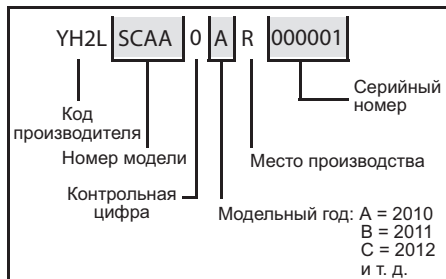 YH2L SCAA 0 A R 000001
Код
производителя
Серийный
номер
Номер модели
Место производства
Контрольная
цифра
Модельный год: A = 2010
B = 2011
C = 2012
и т. д.